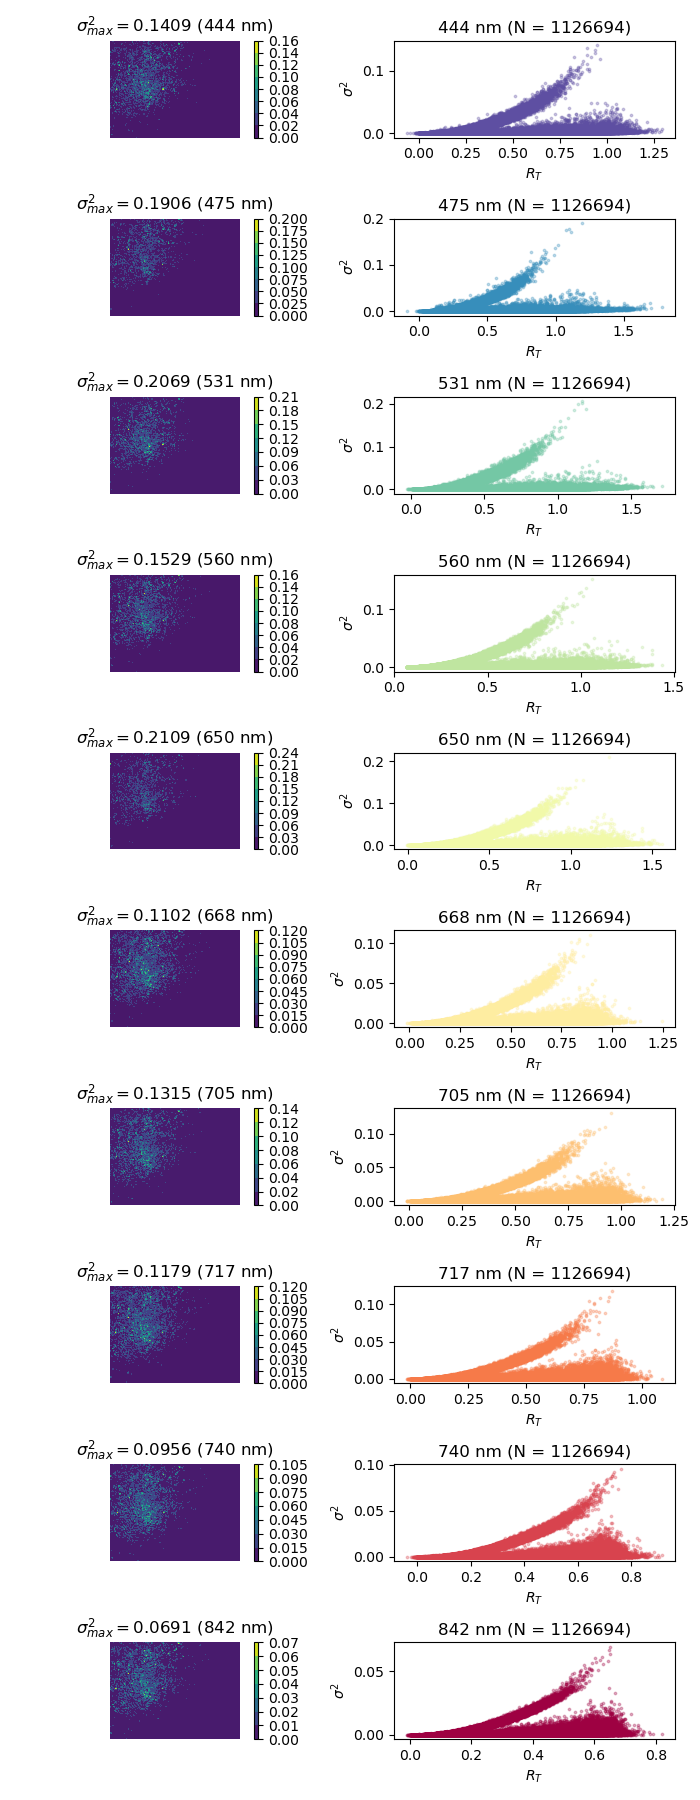 σ²max = 0.1409 (444 nm)
0.16
0.14
0.12
0.10
0.08
0.06
0.04
0.02
0.00
444 nm (N = 1126694)
0.1
0.0
σ²
0.00 0.25 0.50 0.75 1.00 1.25
R_T
σ²max = 0.1906 (475 nm)
0.200
0.175
0.150
0.125
0.100
0.075
0.050
0.025
0.000
475 nm (N = 1126694)
0.2
0.1
0.0
σ²
0.0 0.5 1.0 1.5
R_T
σ²max = 0.2069 (531 nm)
0.21
0.18
0.15
0.12
0.09
0.06
0.03
0.00
531 nm (N = 1126694)
0.2
0.1
0.0
σ²
0.0 0.5 1.0 1.5
R_T
σ²max = 0.1529 (560 nm)
0.16
0.14
0.12
0.10
0.08
0.06
0.04
0.02
0.00
560 nm (N = 1126694)
0.1
0.0
σ²
0.0 0.5 1.0 1.5
R_T
σ²max = 0.2109 (650 nm)
0.24
0.21
0.18
0.15
0.12
0.09
0.06
0.03
0.00
650 nm (N = 1126694)
0.2
0.1
0.0
σ²
0.0 0.5 1.0 1.5
R_T
σ²max = 0.1102 (668 nm)
0.120
0.105
0.090
0.075
0.060
0.045
0.030
0.015
0.000
668 nm (N = 1126694)
0.10
0.05
0.00
σ²
0.00 0.25 0.50 0.75 1.00 1.25
R_T
σ²max = 0.1315 (705 nm)
0.14
0.12
0.10
0.08
0.06
0.04
0.02
0.00
705 nm (N = 1126694)
0.10
0.05
0.00
σ²
0.00 0.25 0.50 0.75 1.00 1.25
R_T
σ²max = 0.1179 (717 nm)
0.120
0.105
0.090
0.075
0.060
0.045
0.030
0.015
0.000
717 nm (N = 1126694)
0.10
0.05
0.00
σ²
0.00 0.25 0.50 0.75 1.00
R_T
σ²max = 0.0956 (740 nm)
0.105
0.090
0.075
0.060
0.045
0.030
0.015
0.000
740 nm (N = 1126694)
0.10
0.05
0.00
σ²
0.0 0.2 0.4 0.6 0.8
R_T
σ²max = 0.0691 (842 nm)
0.07
0.06
0.05
0.04
0.03
0.02
0.01
0.00
842 nm (N = 1126694)
0.05
0.00
σ²
0.0 0.2 0.4 0.6 0.8
R_T